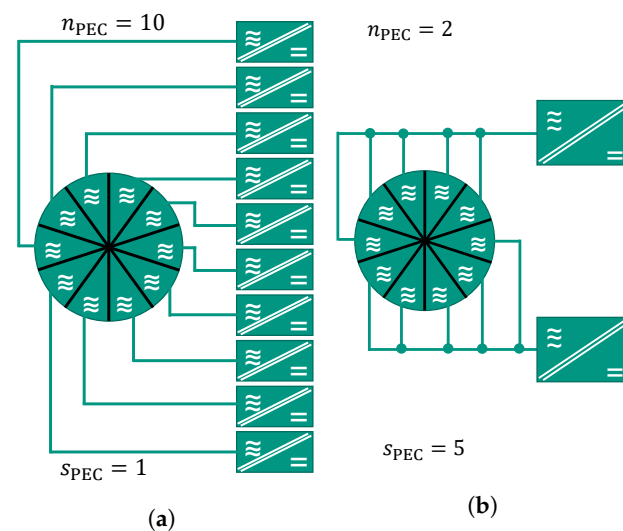 n_PEC = 10
n_PEC = 2
s_PEC = 1
s_PEC = 5
(a)
(b)